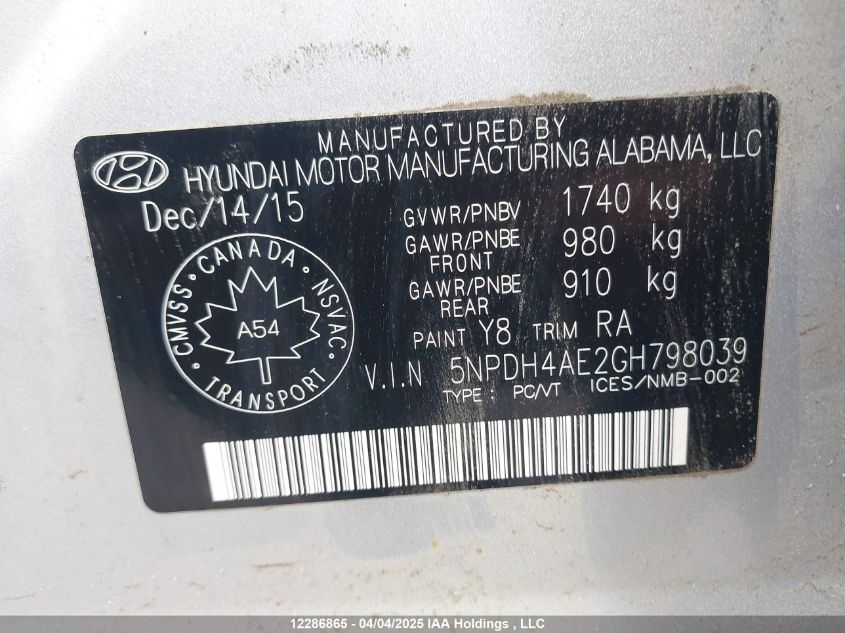 MANUFACTURED BY
HYUNDAI MOTOR MANUFACTURING ALABAMA, LLC
Dec/14/15
GVWR/PNBV 1740 kg
GAWR/PNBE FRONT 980 kg
GAWR/PNBE REAR 910 kg
PAINT Y8 TRIM RA
V.I.N 5NPDH4AE2GH798039
TYPE : PC/VT ICES/NMB-002
CMVSS · CANADA · NSVAC · TRANSPORT ·
A54
12286865 - 04/04/2025 IAA Holdings , LLC